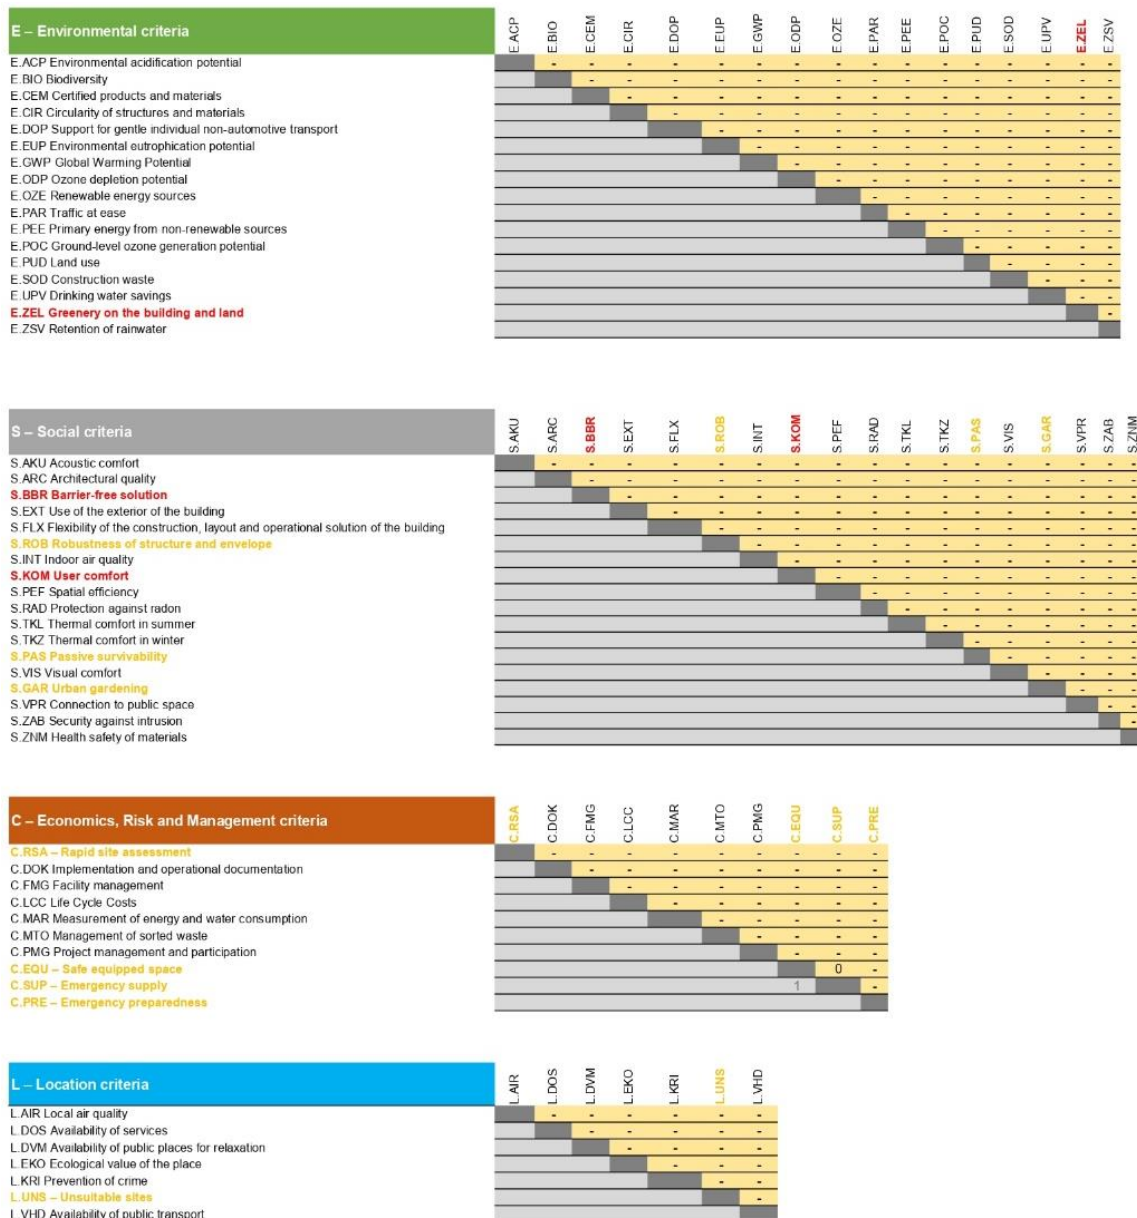 E – Environmental criteria E.ACP E.BIO E.CEM E.CIR E.DOP E.EUP E.GWP E.ODP E.OZE E.PAR E.PEE E.POC E.PUD E.SOD E.UPV E.ZEL E.ZSV
E.ACP Environmental acidification potential - - - - - - - - - - - - - - - -
E.BIO Biodiversity - - - - - - - - - - - - - - -
E.CEM Certified products and materials - - - - - - - - - - - - - -
E.CIR Circularity of structures and materials - - - - - - - - - - - - -
E.DOP Support for gentle individual non-automotive transport - - - - - - - - - - - -
E.EUP Environmental eutrophication potential - - - - - - - - - - -
E.GWP Global Warming Potential - - - - - - - - - -
E.ODP Ozone depletion potential - - - - - - - - -
E.OZE Renewable energy sources - - - - - - - -
E.PAR Traffic at ease - - - - - - -
E.PEE Primary energy from non-renewable sources - - - - - -
E.POC Ground-level ozone generation potential - - - - -
E.PUD Land use - - - -
E.SOD Construction waste - - -
E.UPV Drinking water savings - -
E.ZEL Greenery on the building and land -
E.ZSV Retention of rainwater
S – Social criteria S.AKU S.ARC S.BBR S.EXT S.FLX S.ROB S.INT S.KOM S.PEF S.RAD S.TKL S.TKZ S.PAS S.VIS S.GAR S.VPR S.ZAB S.ZNM
S.AKU Acoustic comfort - - - - - - - - - - - - - - - - -
S.ARC Architectural quality - - - - - - - - - - - - - - - -
S.BBR Barrier-free solution - - - - - - - - - - - - - - -
S.EXT Use of the exterior of the building - - - - - - - - - - - - - -
S.FLX Flexibility of the construction, layout and operational solution of the building - - - - - - - - - - - - -
S.ROB Robustness of structure and envelope - - - - - - - - - - - -
S.INT Indoor air quality - - - - - - - - - - -
S.KOM User comfort - - - - - - - - - -
S.PEF Spatial efficiency - - - - - - - - -
S.RAD Protection against radon - - - - - - - -
S.TKL Thermal comfort in summer - - - - - - -
S.TKZ Thermal comfort in winter - - - - - -
S.PAS Passive survivability - - - - -
S.VIS Visual comfort - - - -
S.GAR Urban gardening - - -
S.VPR Connection to public space - -
S.ZAB Security against intrusion -
S.ZNM Health safety of materials
C – Economics, Risk and Management criteria C.RSA C.DOK C.FMG C.LCC C.MAR C.MTO C.PMG C.EQU C.SUP C.PRE
C.RSA – Rapid site assessment - - - - - - - - -
C.DOK Implementation and operational documentation - - - - - - - -
C.FMG Facility management - - - - - - -
C.LCC Life Cycle Costs - - - - - -
C.MAR Measurement of energy and water consumption - - - - -
C.MTO Management of sorted waste - - - -
C.PMG Project management and participation - - -
C.EQU – Safe equipped space 0 -
C.SUP – Emergency supply 1 -
C.PRE – Emergency preparedness
L – Location criteria L.AIR L.DOS L.DVM L.EKO L.KRI L.UNS L.VHD
L.AIR Local air quality - - - - - -
L.DOS Availability of services - - - - -
L.DVM Availability of public places for relaxation - - - -
L.EKO Ecological value of the place - - -
L.KRI Prevention of crime - -
L.UNS – Unsuitable sites -
L.VHD Availability of public transport